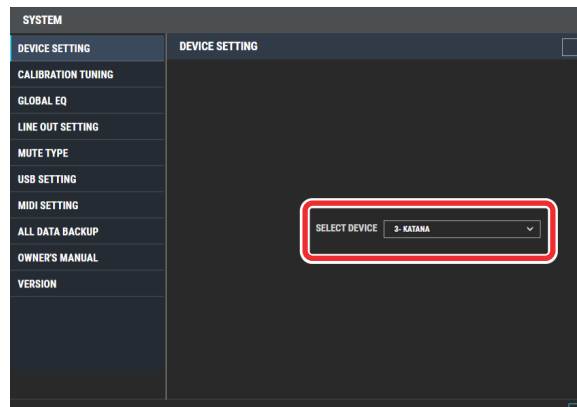 SYSTEM
DEVICE SETTING
DEVICE SETTING
CALIBRATION TUNING
GLOBAL EQ
LINE OUT SETTING
MUTE TYPE
USB SETTING
MIDI SETTING
ALL DATA BACKUP
OWNER'S MANUAL
VERSION
SELECT DEVICE 3- KATANA